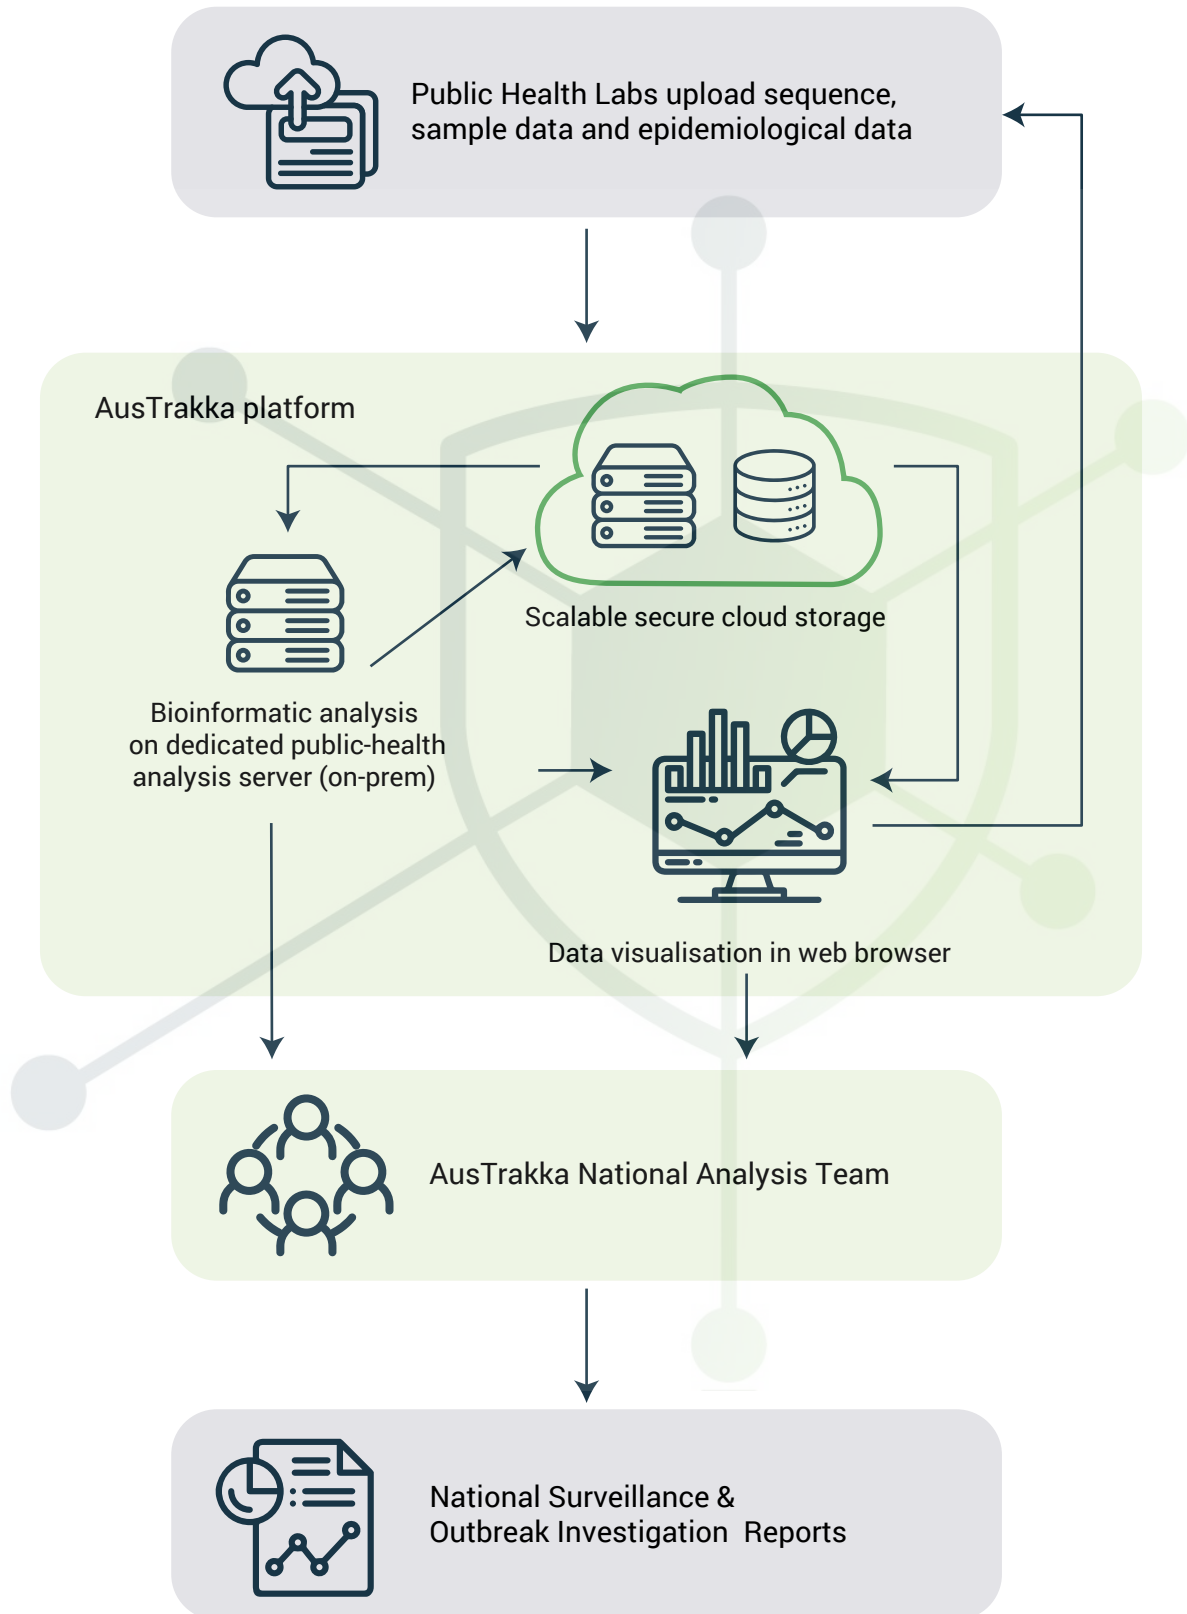 Public Health Labs upload sequence,
sample data and epidemiological data
AusTrakka platform
Scalable secure cloud storage
Bioinformatic analysis
on dedicated public-health
analysis server (on-prem)
Data visualisation in web browser
AusTrakka National Analysis Team
National Surveillance &
Outbreak Investigation  Reports